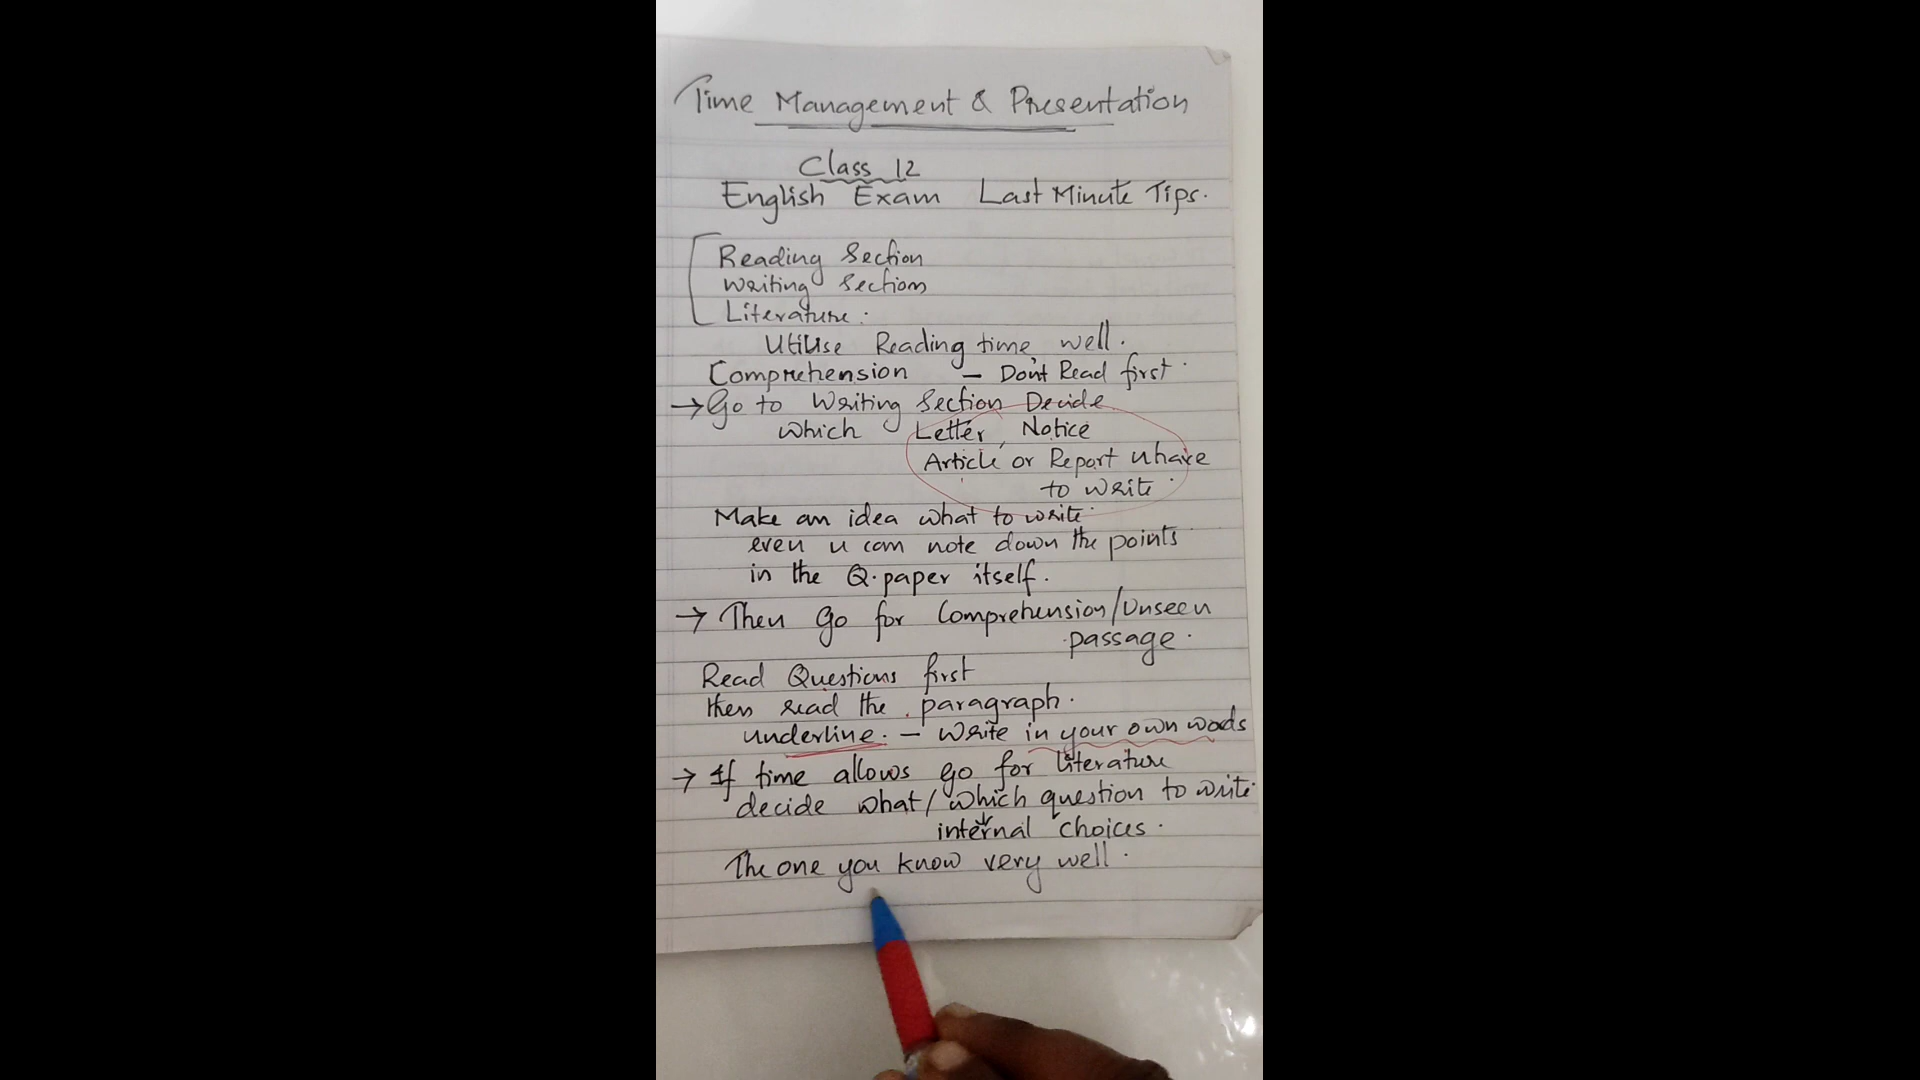 Time Management & Presentation
Class 12
English Exam Last Minute Tips.
Reading Section
Writing Section
Literature:
Utilise Reading time well.
Comprehension - Don't Read first.
→ Go to Writing Section Decide
which Letter, Notice
Article or Report u have
to write.
Make an idea what to write.
even u can note down the points
in the Q.paper itself.
→ Then Go for Comprehension/Unseen
passage.
Read Questions first
then read the paragraph.
underline. - Write in your own words
→ If time allows go for literature
decide what/which question to write.
internal choices.
The one you know very well.